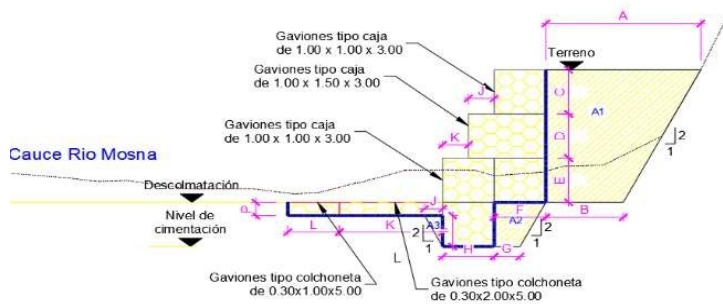 A
Gaviones tipo caja
de 1.00 x 1.00 x 3.00
Terreno
Gaviones tipo caja
de 1.00 x 1.50 x 3.00
J
C
A1
Gaviones tipo caja
de 1.00 x 1.00 x 3.00
K
D
2
1
Cauce Rio Mosna
E
Descolmatación
P
J
F
B
Nivel de
cimentación
L
K
2
1
A3
I
H
A2
G
2
1
L
Gaviones tipo colchoneta
de 0.30x1.00x5.00
Gaviones tipo colchoneta
de 0.30x2.00x5.00